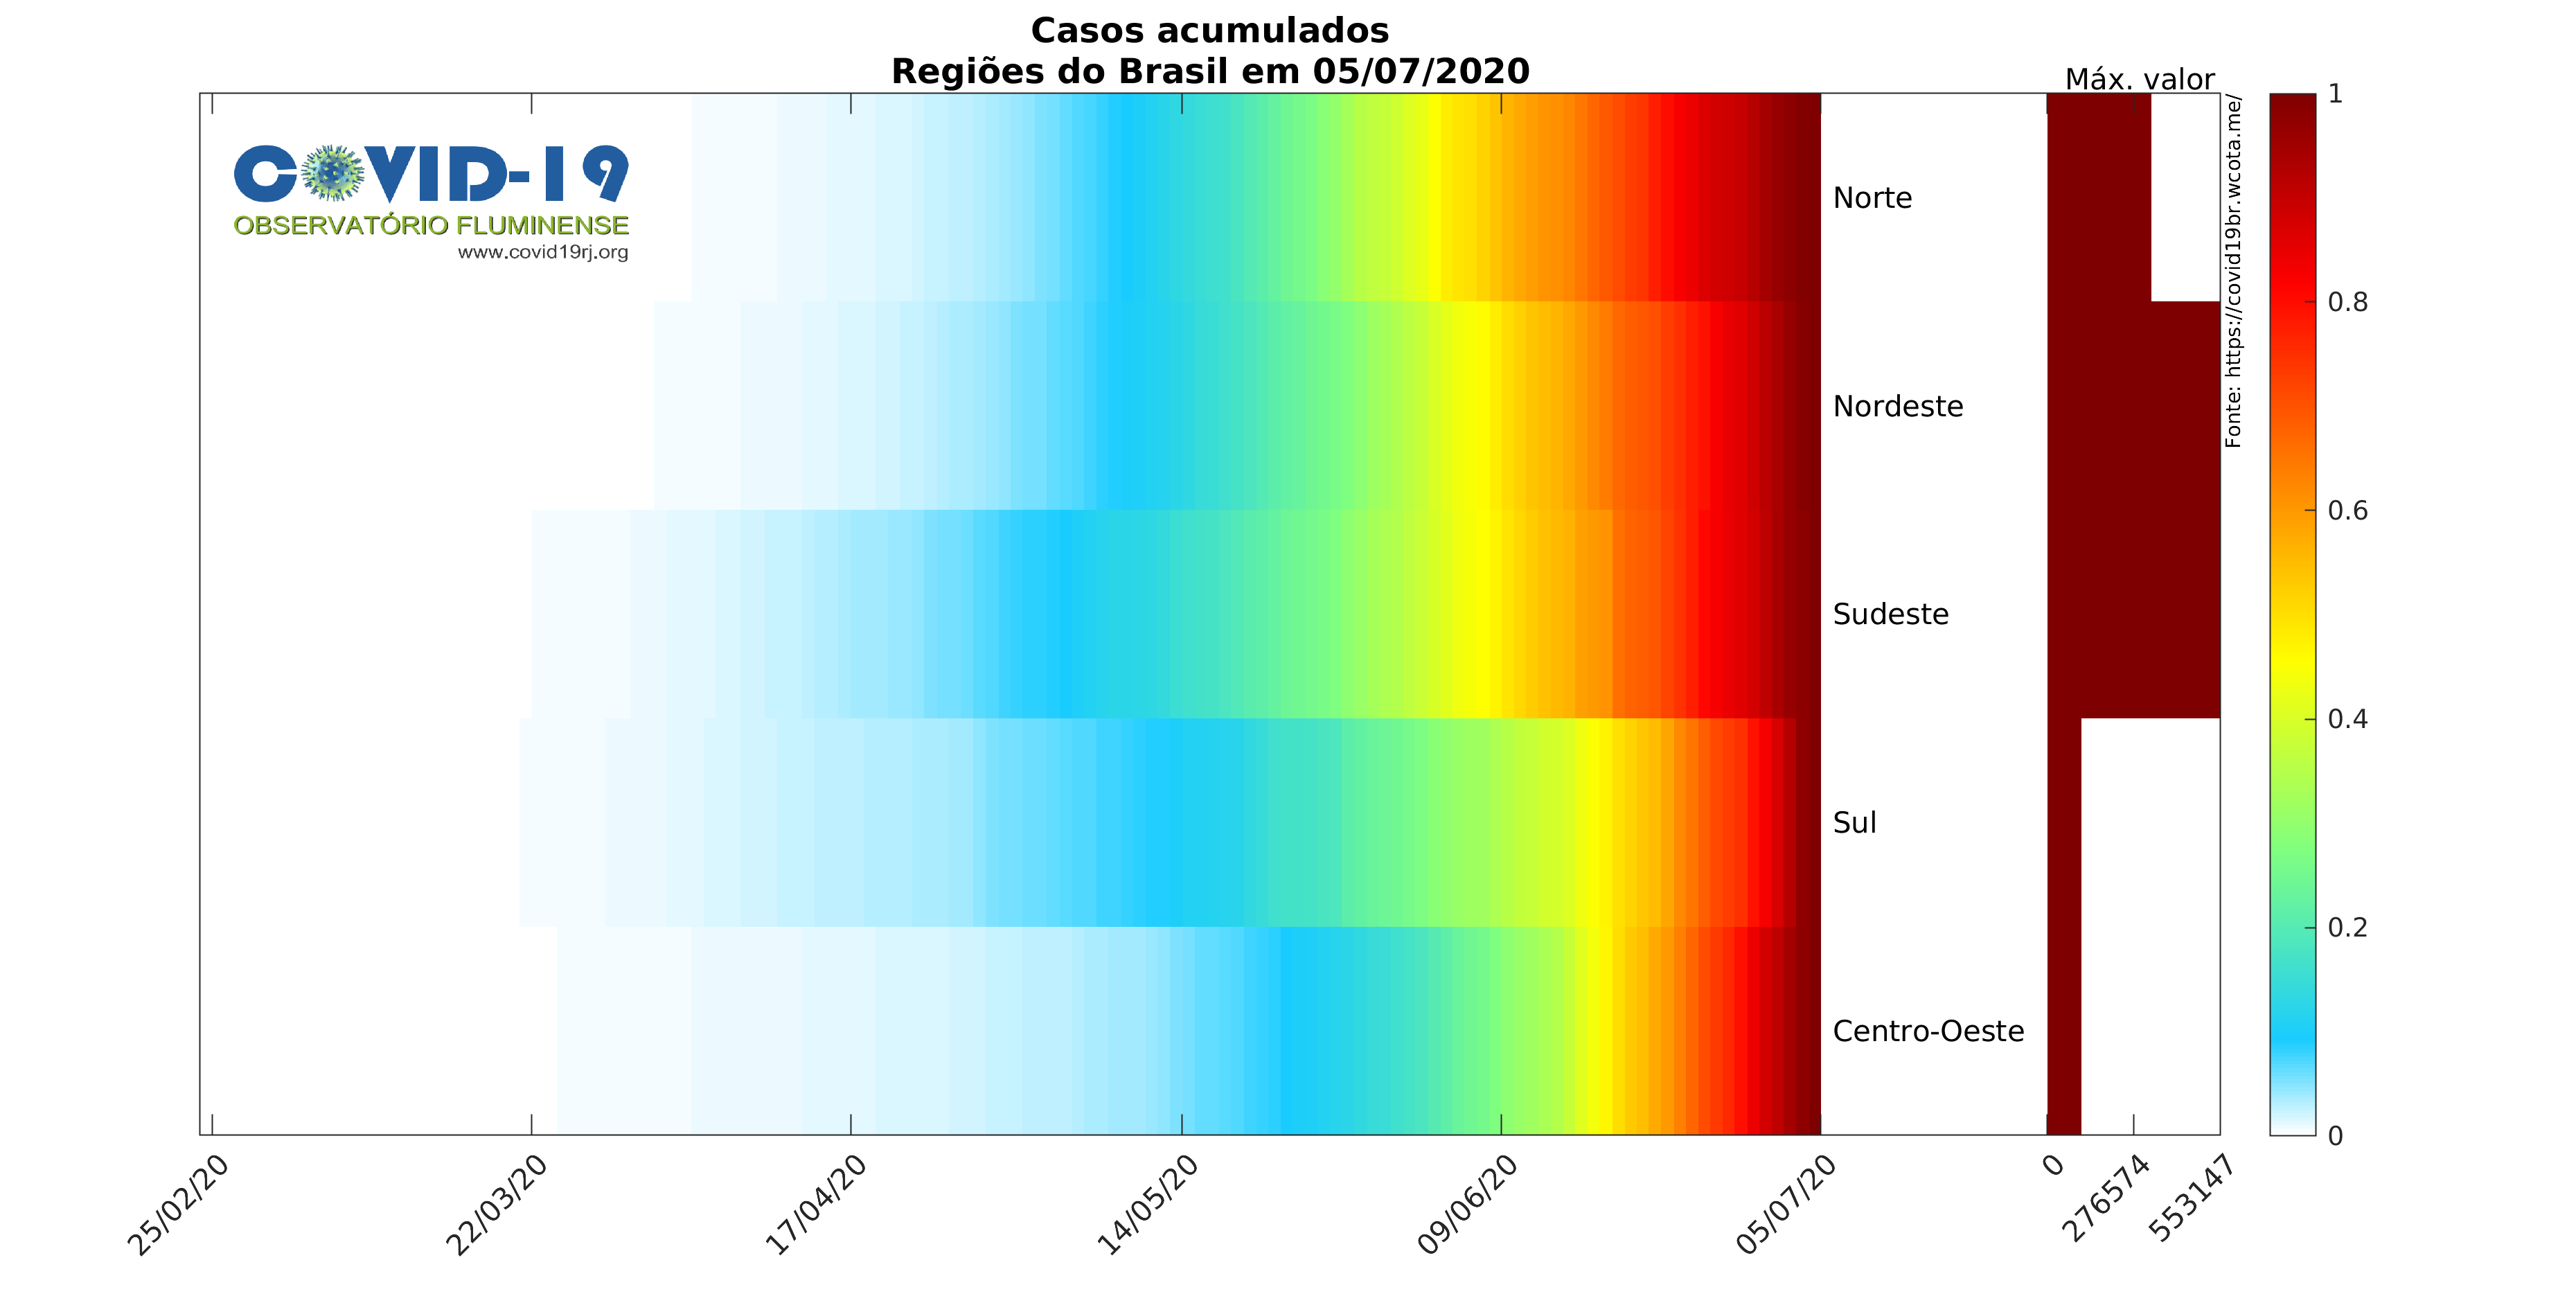 Casos acumulados
Regiões do Brasil em 05/07/2020
Máx. valor
COVID-19
OBSERVATÓRIO FLUMINENSE
www.covid19rj.org
Norte
Nordeste
Sudeste
Sul
Centro-Oeste
Fonte: https://covid19br.wcota.me/
1
0.8
0.6
0.4
0.2
0
25/02/20
22/03/20
17/04/20
14/05/20
09/06/20
05/07/20
0
276574
553147